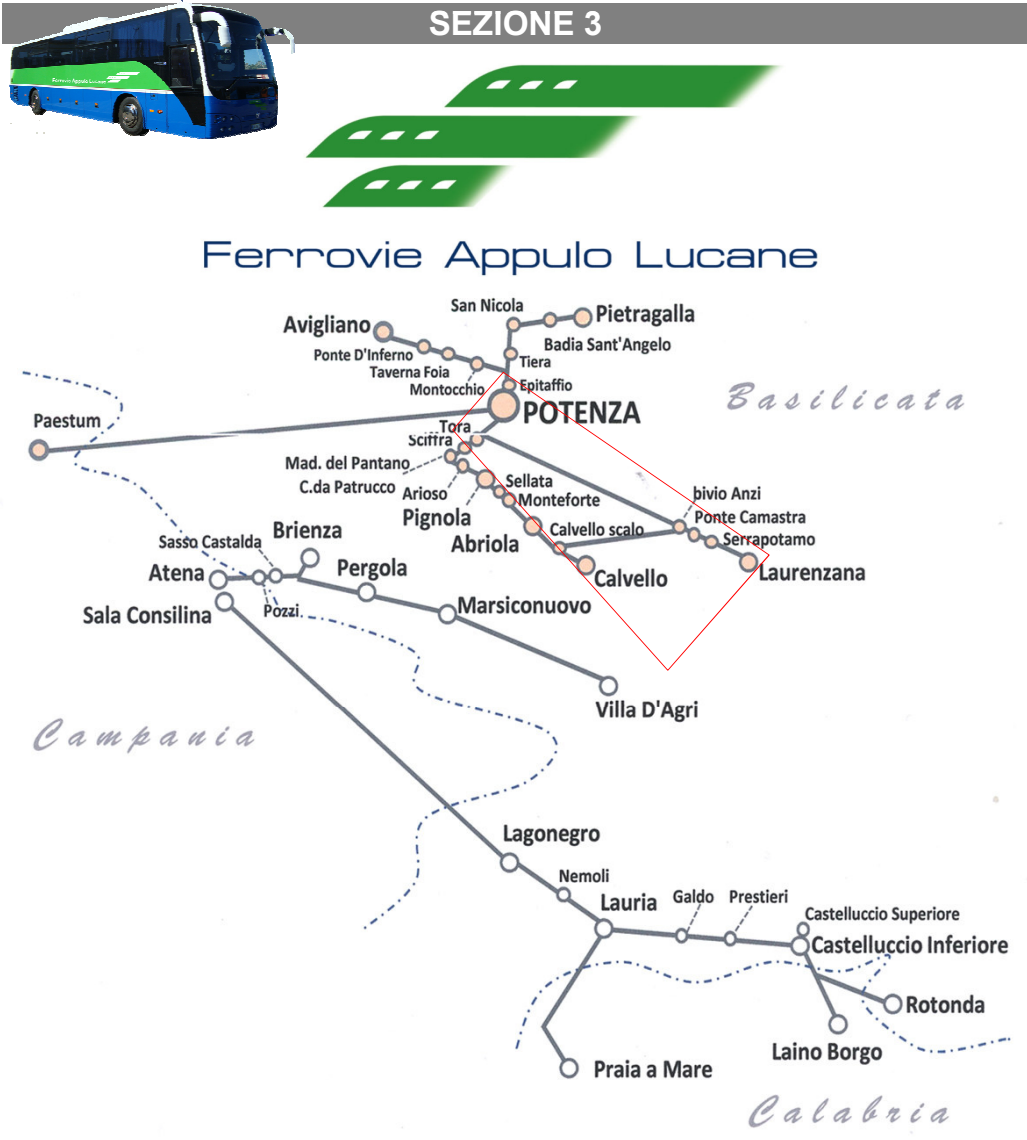 SEZIONE 3
Ferrovie Appulo Lucane
Ferrovie Appulo Lucane
San Nicola
Pietragalla
Avigliano
Badia Sant'Angelo
Ponte D'Inferno
Tiera
Taverna Foia
Montocchio
Epitaffio
Basilicata
POTENZA
Paestum
Tora
Sciffra
Mad. del Pantano
C.da Patrucco
Arioso
Sellata
Monteforte
bivio Anzi
Pignola
Ponte Camastra
Calvello scalo
Serrapotamo
Abriola
Brienza
Sasso Castalda
Atena
Pergola
Calvello
Laurenzana
Marsiconuovo
Sala Consilina
Pozzi
Villa D'Agri
Campania
Lagonegro
Nemoli
Lauria
Galdo
Prestieri
Castelluccio Superiore
Castelluccio Inferiore
Rotonda
Laino Borgo
Praia a Mare
Calabria